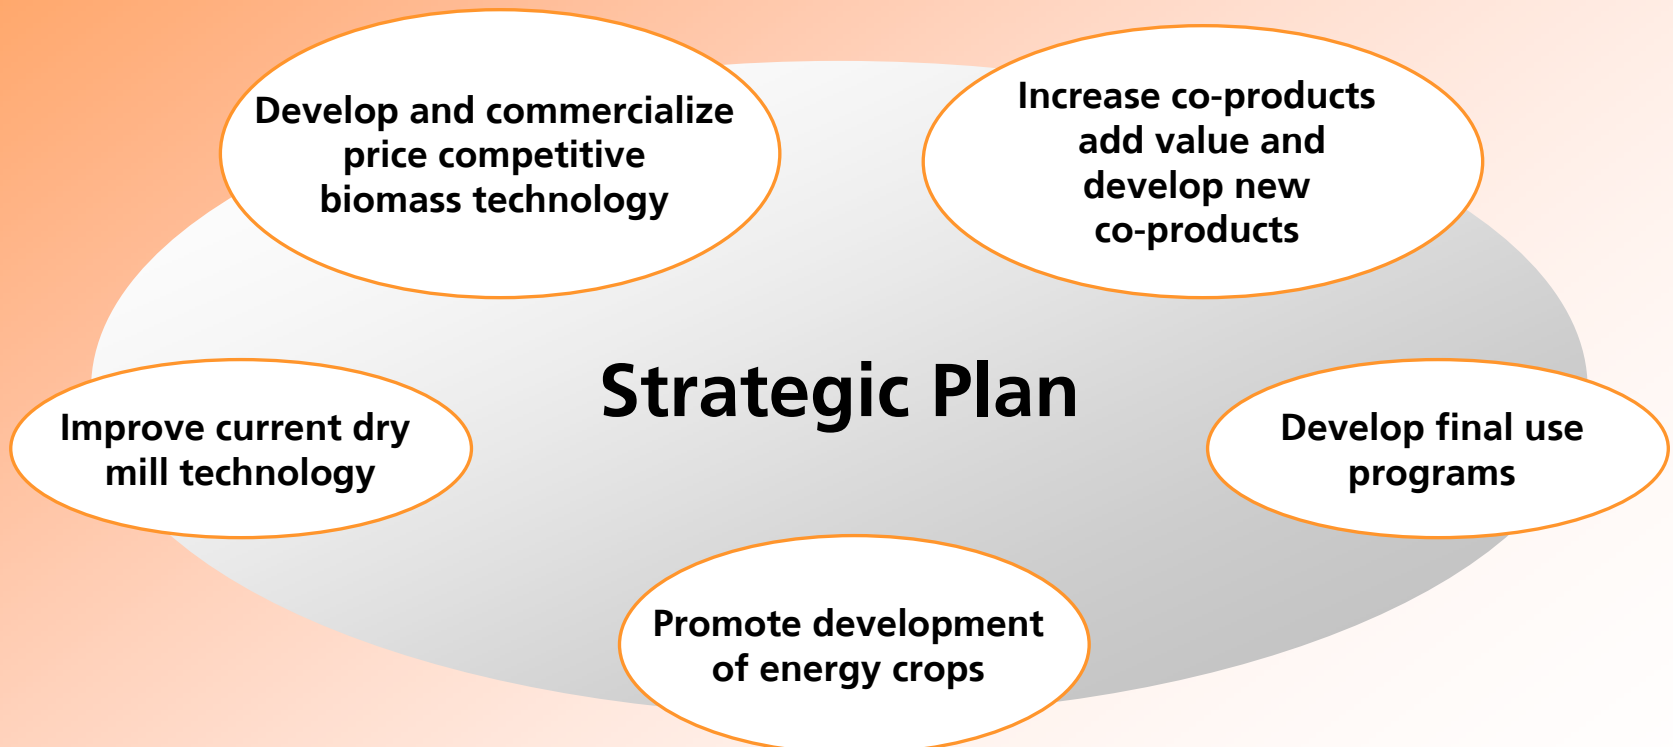 Develop and commercialize
price competitive
biomass technology
Increase co-products
add value and
develop new
co-products
Strategic Plan
Improve current dry
mill technology
Develop final use
programs
Promote development
of energy crops